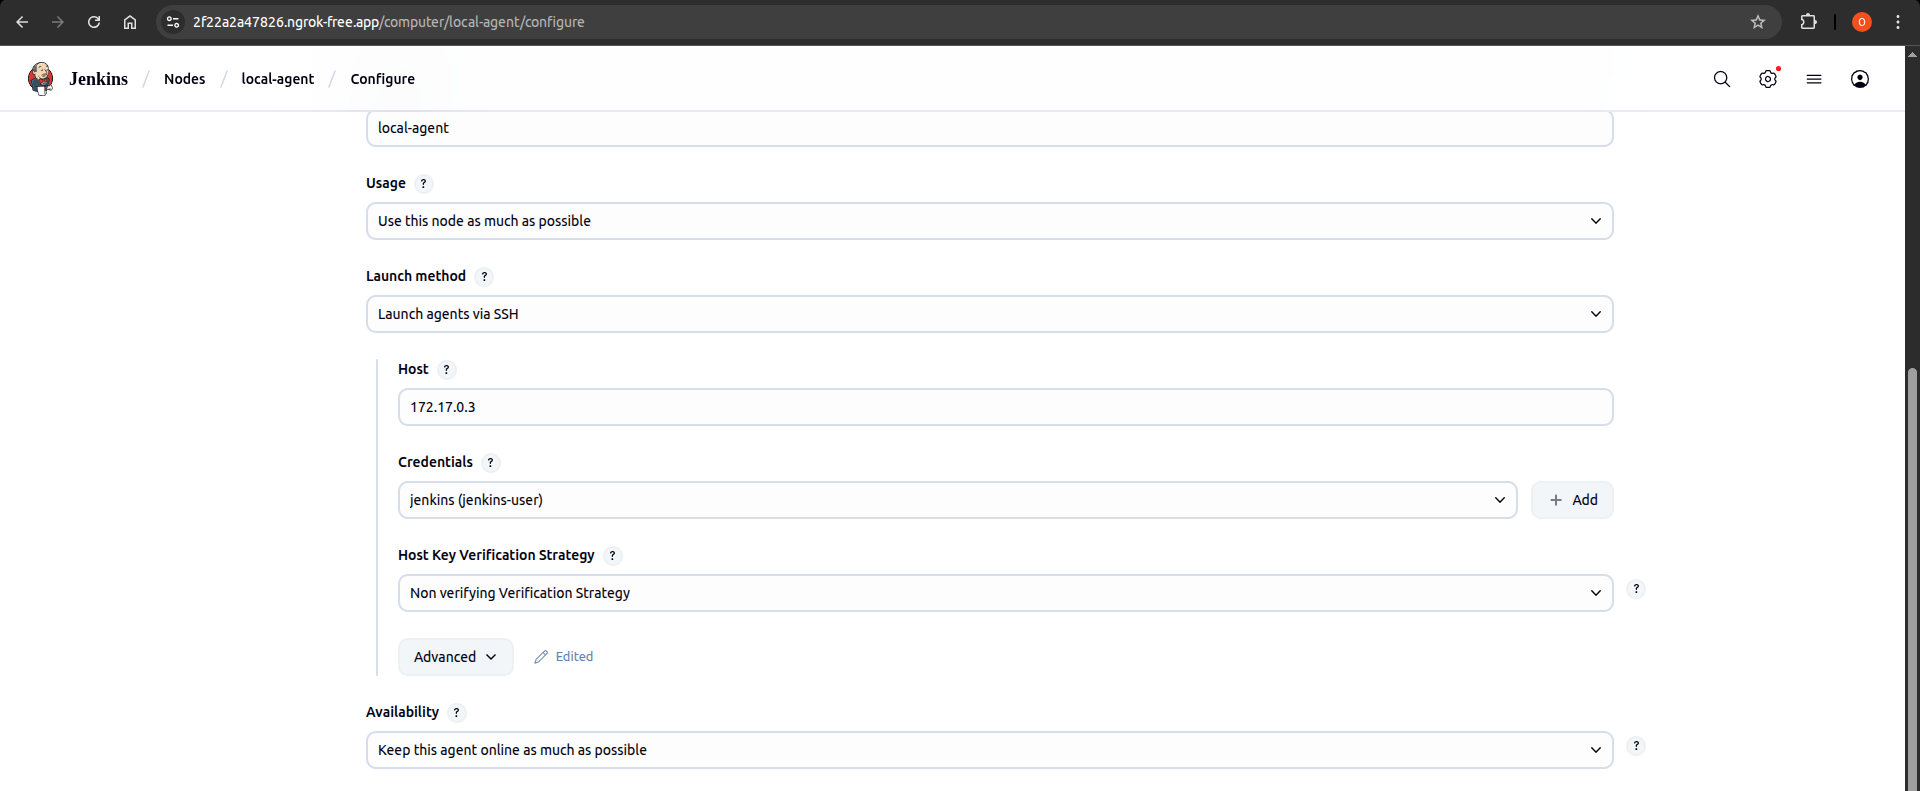 2f22a2a47826.ngrok-free.app/computer/local-agent/configure
O
Jenkins / Nodes / local-agent / Configure
local-agent
Usage ?
Use this node as much as possible
Launch method ?
Launch agents via SSH
Host ?
172.17.0.3
Credentials ?
jenkins (jenkins-user)
+ Add
Host Key Verification Strategy ?
Non verifying Verification Strategy
?
Advanced
Edited
Availability ?
Keep this agent online as much as possible
?